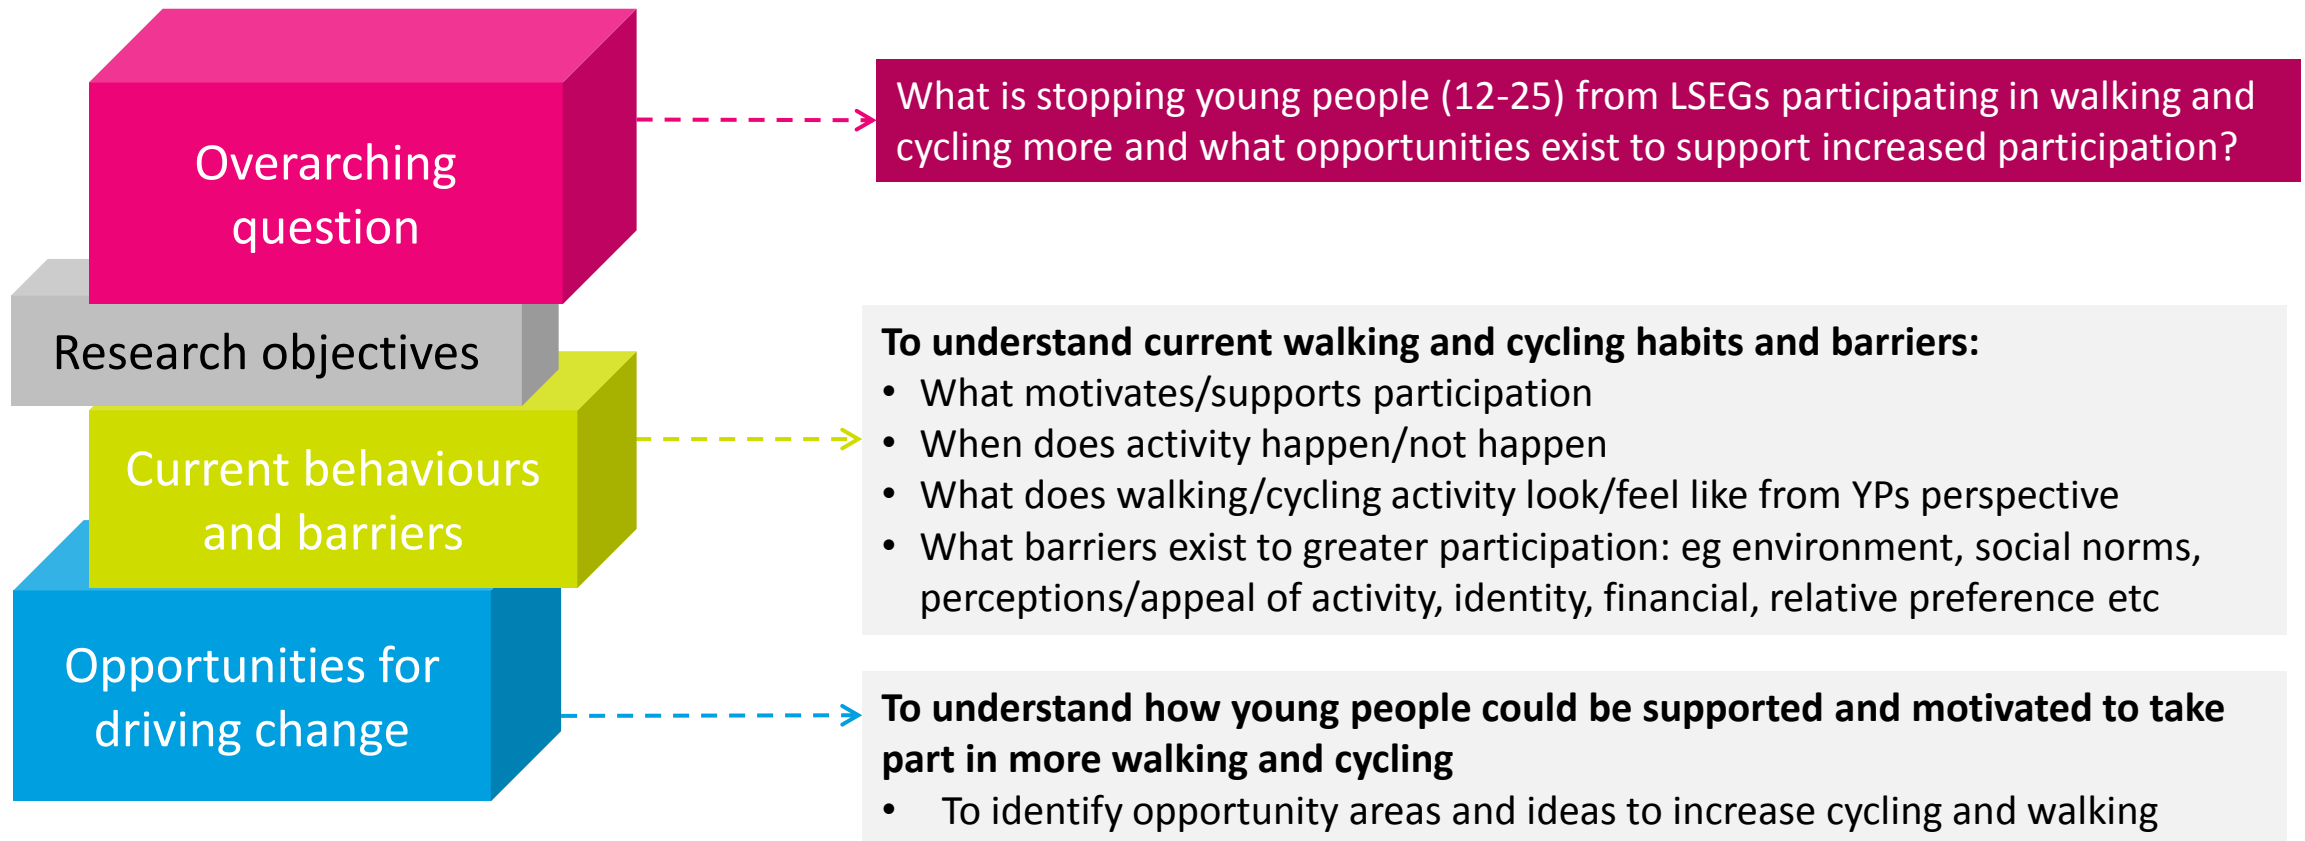 Overarching
question
What is stopping young people (12-25) from LSEGs participating in walking and
cycling more and what opportunities exist to support increased participation?
Research objectives
Current behaviours
and barriers
To understand current walking and cycling habits and barriers:
• What motivates/supports participation
• When does activity happen/not happen
• What does walking/cycling activity look/feel like from YPs perspective
• What barriers exist to greater participation: eg environment, social norms,
perceptions/appeal of activity, identity, financial, relative preference etc
Opportunities for
driving change
To understand how young people could be supported and motivated to take
part in more walking and cycling
• To identify opportunity areas and ideas to increase cycling and walking